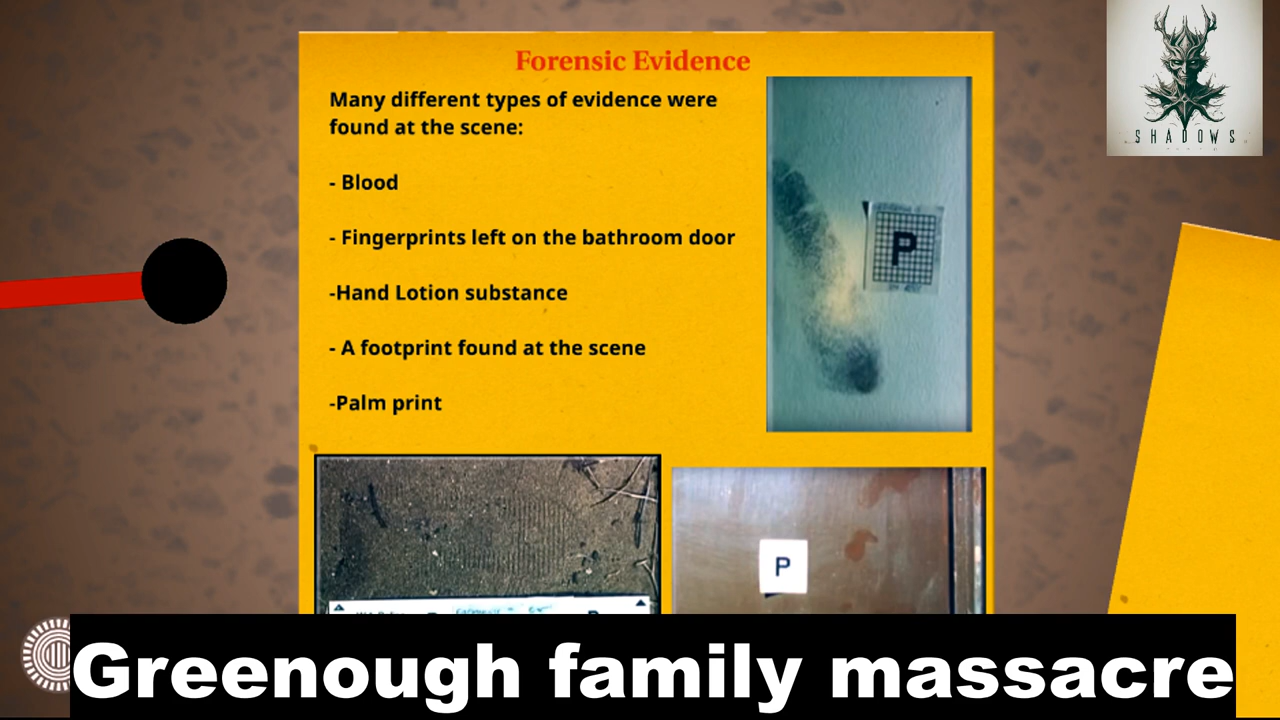 Forensic Evidence
Many different types of evidence were
found at the scene:
- Blood
- Fingerprints left on the bathroom door
-Hand Lotion substance
- A footprint found at the scene
-Palm print
SHADOWS
P
P
Greenough family massacre